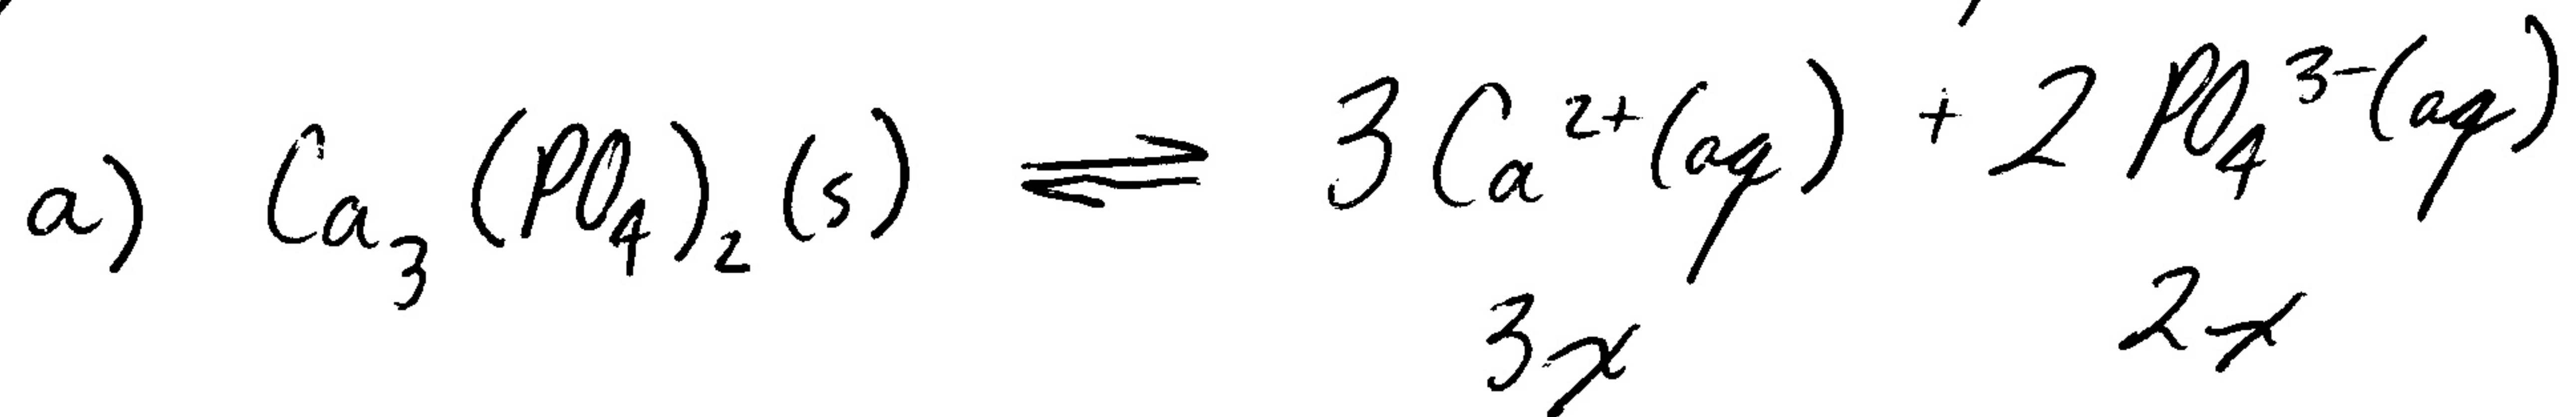 a) Ca₃(PO₄)₂(s) ⇌ 3Ca²⁺(aq) + 2PO₄³⁻(aq)
3x 2x